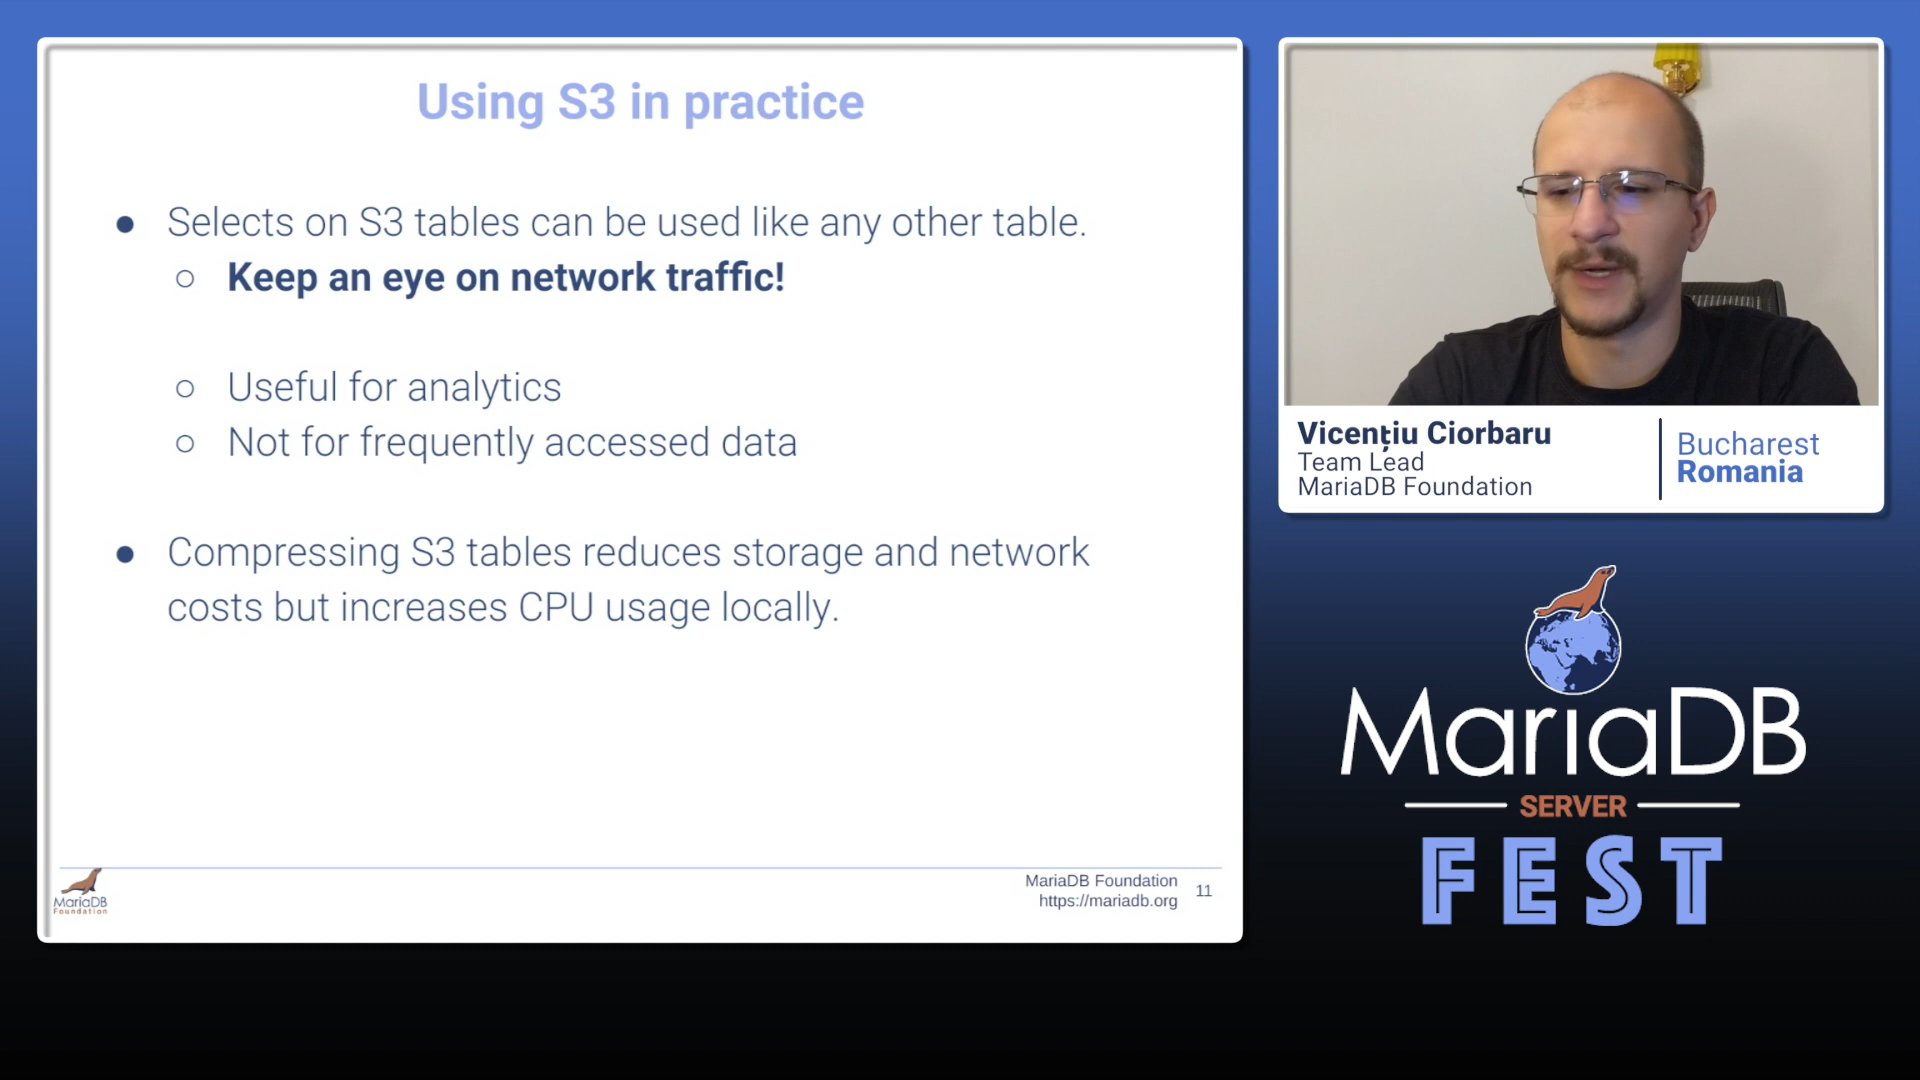 Using S3 in practice
Selects on S3 tables can be used like any other table.
Keep an eye on network traffic!
Useful for analytics
Not for frequently accessed data
Compressing S3 tables reduces storage and network
costs but increases CPU usage locally.
MariaDB
Foundation
MariaDB Foundation
https://mariadb.org
11
Vicențiu Ciorbaru
Team Lead
MariaDB Foundation
Bucharest
Romania
MariaDB
SERVER
FEST